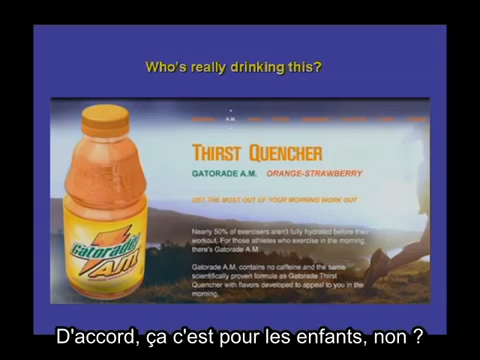 Who's really drinking this?
A.M.
THIRST QUENCHER
GATORADE A.M. ORANGE-STRAWBERRY
GET THE MOST OUT OF YOUR MORNING WORK OUT
Nearly 50% of exercisers aren't fully hydrated before their
workout. For those athletes who exercise in the morning,
there's Gatorade A.M.
Gatorade A.M. contains no caffeine and the same
scientifically proven formula as Gatorade Thirst
Quencher with flavors developed to appeal to you in the
morning.
Gatorade
A.M.
D'accord, ça c'est pour les enfants, non ?